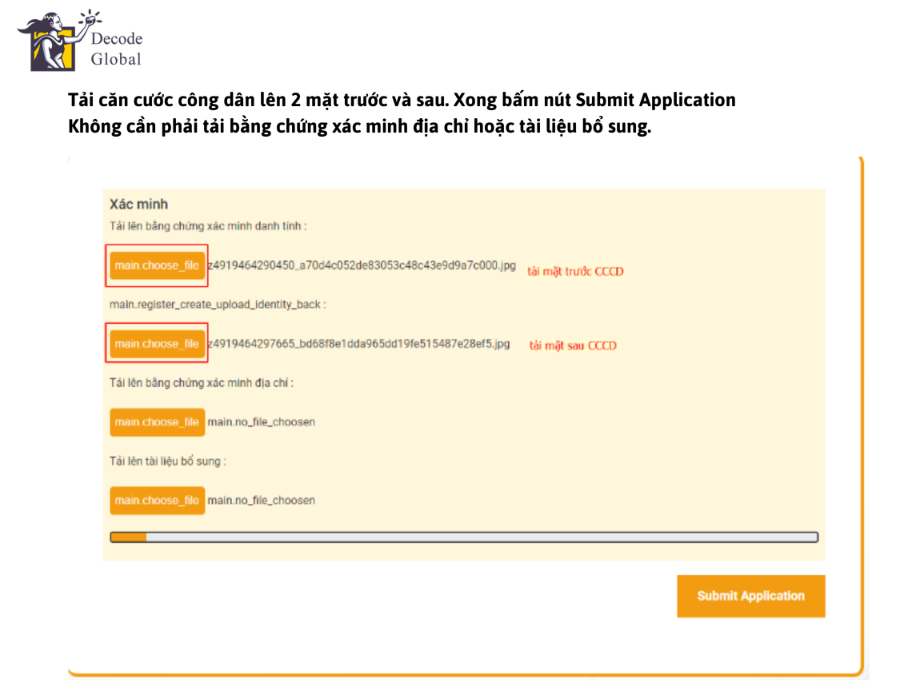 Decode
Global
Tải căn cước công dân lên 2 mặt trước và sau. Xong bấm nút Submit Application
Không cần phải tải bằng chứng xác minh địa chỉ hoặc tài liệu bổ sung.
Xác minh
Tải lên bằng chứng xác minh danh tính :
main.choose_file z4919464290450_a70d4c052de83053c48c43e9d9a7c000.jpg tải mặt trước CCCD
main.register_create_upload_identity_back :
main.choose_file z4919464297665_bd68f8e1dda965dd19fe515487e28ef5.jpg tải mặt sau CCCD
Tải lên bằng chứng xác minh địa chỉ :
main.choose_file main.no_file_choosen
Tải lên tài liệu bổ sung :
main.choose_file main.no_file_choosen
Submit Application